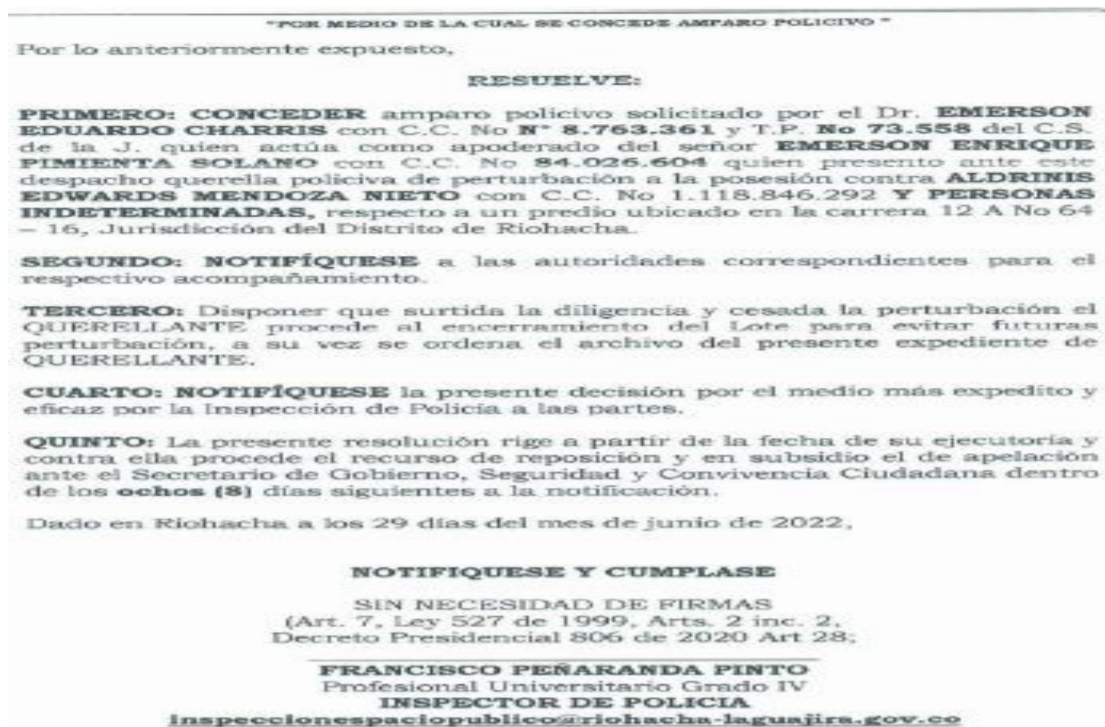 "POR MEDIO DE LA CUAL SE CONCEDE AMPARO POLICIVO "
Por lo anteriormente expuesto,
RESUELVE:
PRIMERO: CONCEDER amparo policivo solicitado por el Dr. EMERSON
EDUARDO CHARRIS con C.C. No N° 8.763.361 y T.P. No 73.558 del C.S.
de la J. quien actúa como apoderado del señor EMERSON ENRIQUE
PIMIENTA SOLANO con C.C. No 84.026.604 quien presento ante este
despacho querella policiva de perturbación a la posesión contra ALDRINIS
EDWARDS MENDOZA NIETO con C.C. No 1.118.846.292 Y PERSONAS
INDETERMINADAS, respecto a un predio ubicado en la carrera 12 A No 64
– 16, Jurisdicción del Distrito de Riohacha.
SEGUNDO: NOTIFÍQUESE a las autoridades correspondientes para el
respectivo acompañamiento.
TERCERO: Disponer que surtida la diligencia y cesada la perturbación el
QUERELLANTE procede al encerramiento del Lote para evitar futuras
perturbación, a su vez se ordena el archivo del presente expediente de
QUERELLANTE.
CUARTO: NOTIFÍQUESE la presente decisión por el medio más expedito y
eficaz por la Inspección de Policía a las partes.
QUINTO: La presente resolución rige a partir de la fecha de su ejecutoría y
contra ella procede el recurso de reposición y en subsidio el de apelación
ante el Secretario de Gobierno, Seguridad y Convivencia Ciudadana dentro
de los ochos (8) días siguientes a la notificación.
Dado en Riohacha a los 29 días del mes de junio de 2022,
NOTIFIQUESE Y CUMPLASE
SIN NECESIDAD DE FIRMAS
(Art. 7, Ley 527 de 1999, Arts. 2 inc. 2,
Decreto Presidencial 806 de 2020 Art 28;
FRANCISCO PEÑARANDA PINTO
Profesional Universitario Grado IV
INSPECTOR DE POLICIA
inspeccionespaciopublico@riohacha-laguajira.gov.co